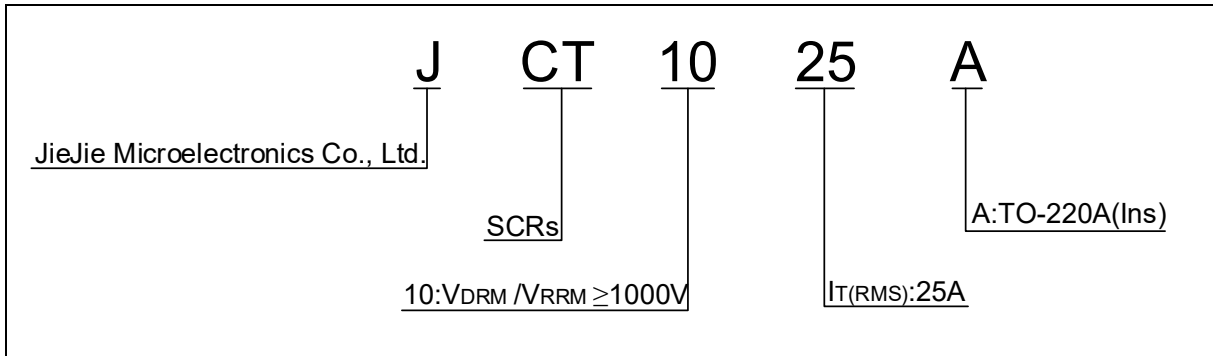 J CT 10 25 A
JieJie Microelectronics Co., Ltd.
A:TO-220A(Ins)
SCRs
10:VDRM /VRRM ≥1000V
IT(RMS):25A